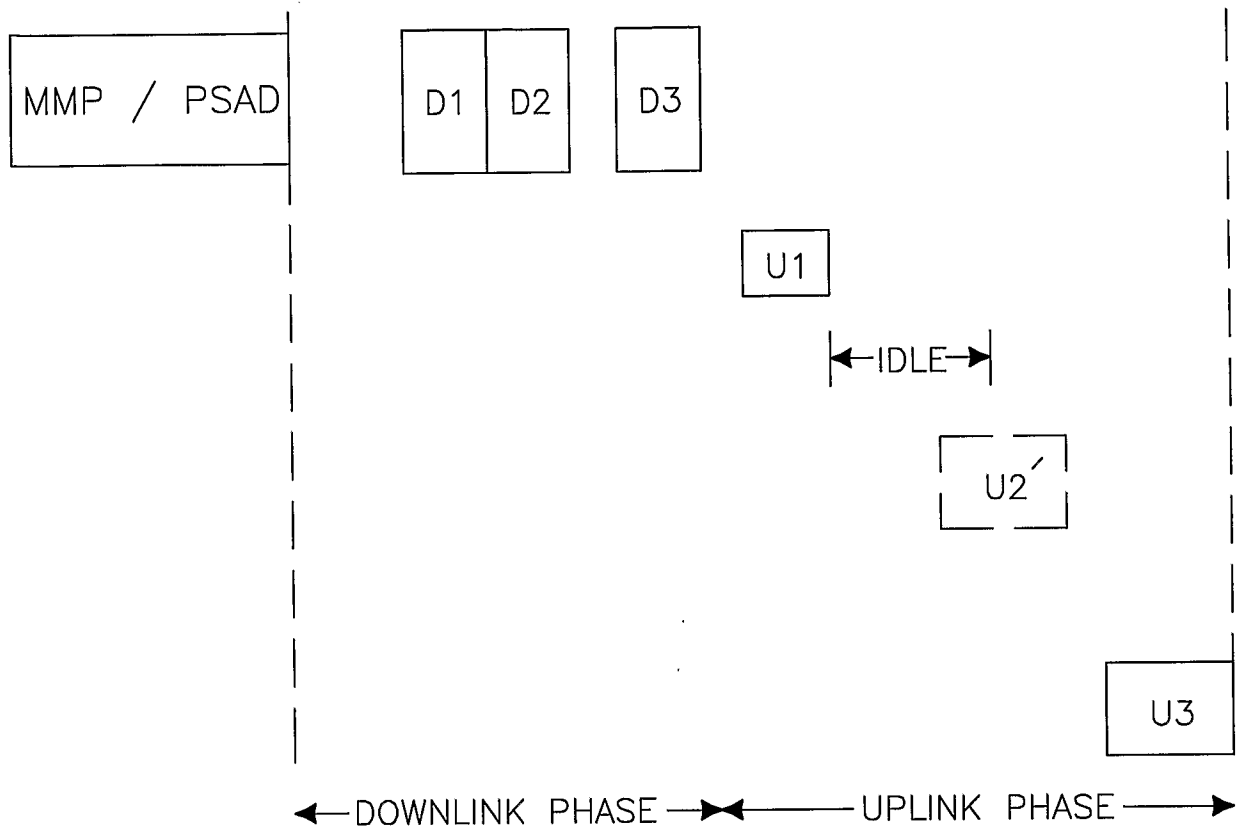 MMP / PSAD
D1
D2
D3
U1
IDLE
U2′
U3
DOWNLINK PHASE
UPLINK PHASE